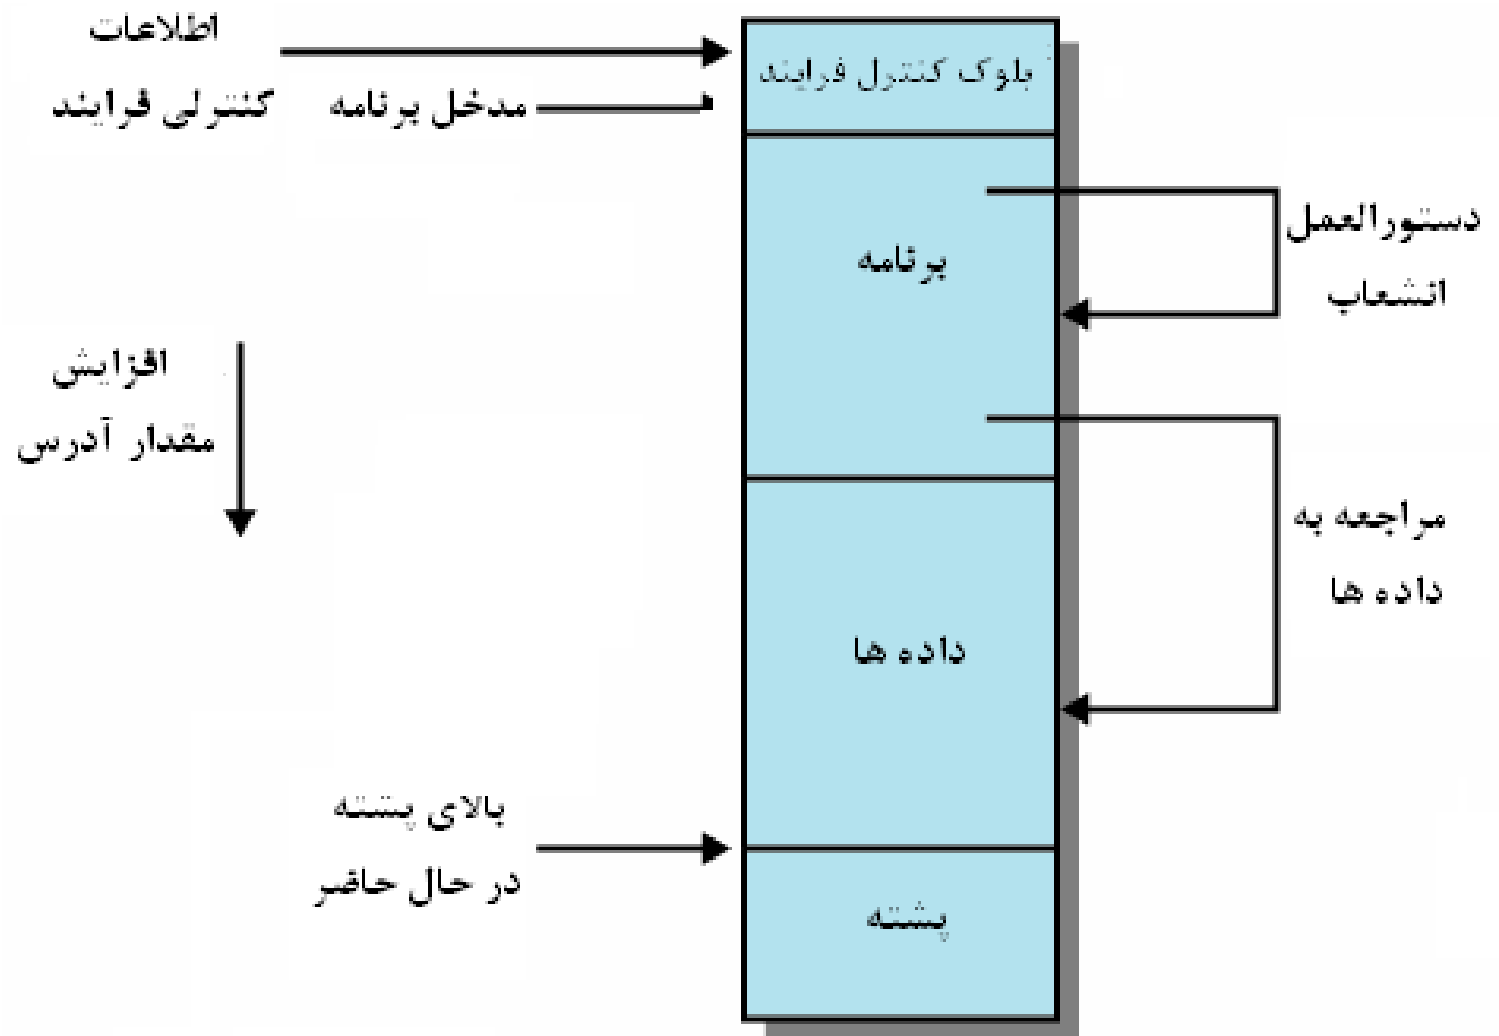 اطلاعات
کنترلی فرایند
مدخل برنامه
بلوک کنترل فرایند
برنامه
دستورالعمل
انشعاب
افزایش
مقدار آدرس
مراجعه به
داده ها
داده ها
بالای پشته
در حال حاضر
پشته